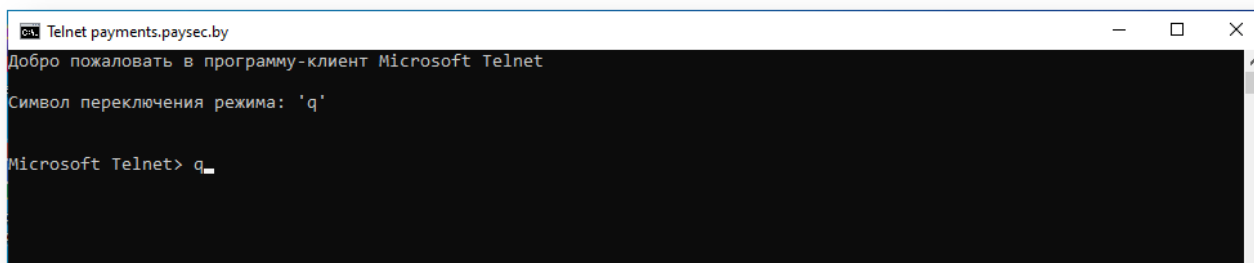 Telnet payments.paysec.by
Добро пожаловать в программу-клиент Microsoft Telnet
Символ переключения режима: 'q'
Microsoft Telnet> q